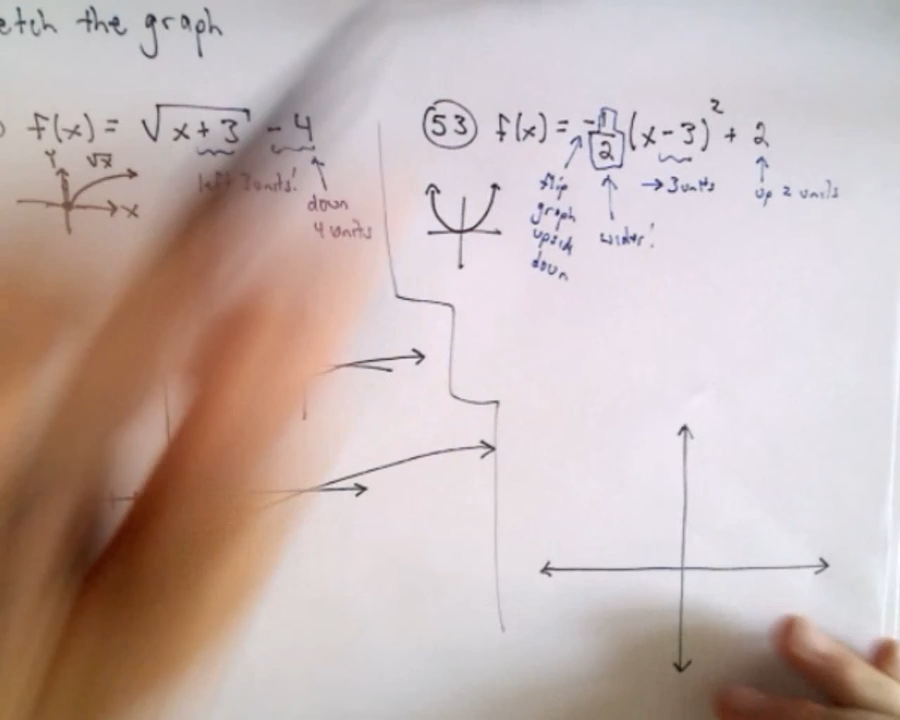 etch the graph
f(x) = √x+3 - 4
Y √x
X
left 3 units!
down
4 units
53 f(x) = -1/2 (x-3)² + 2
flip
graph
upside
down
wider!
→ 3 units
up 2 units